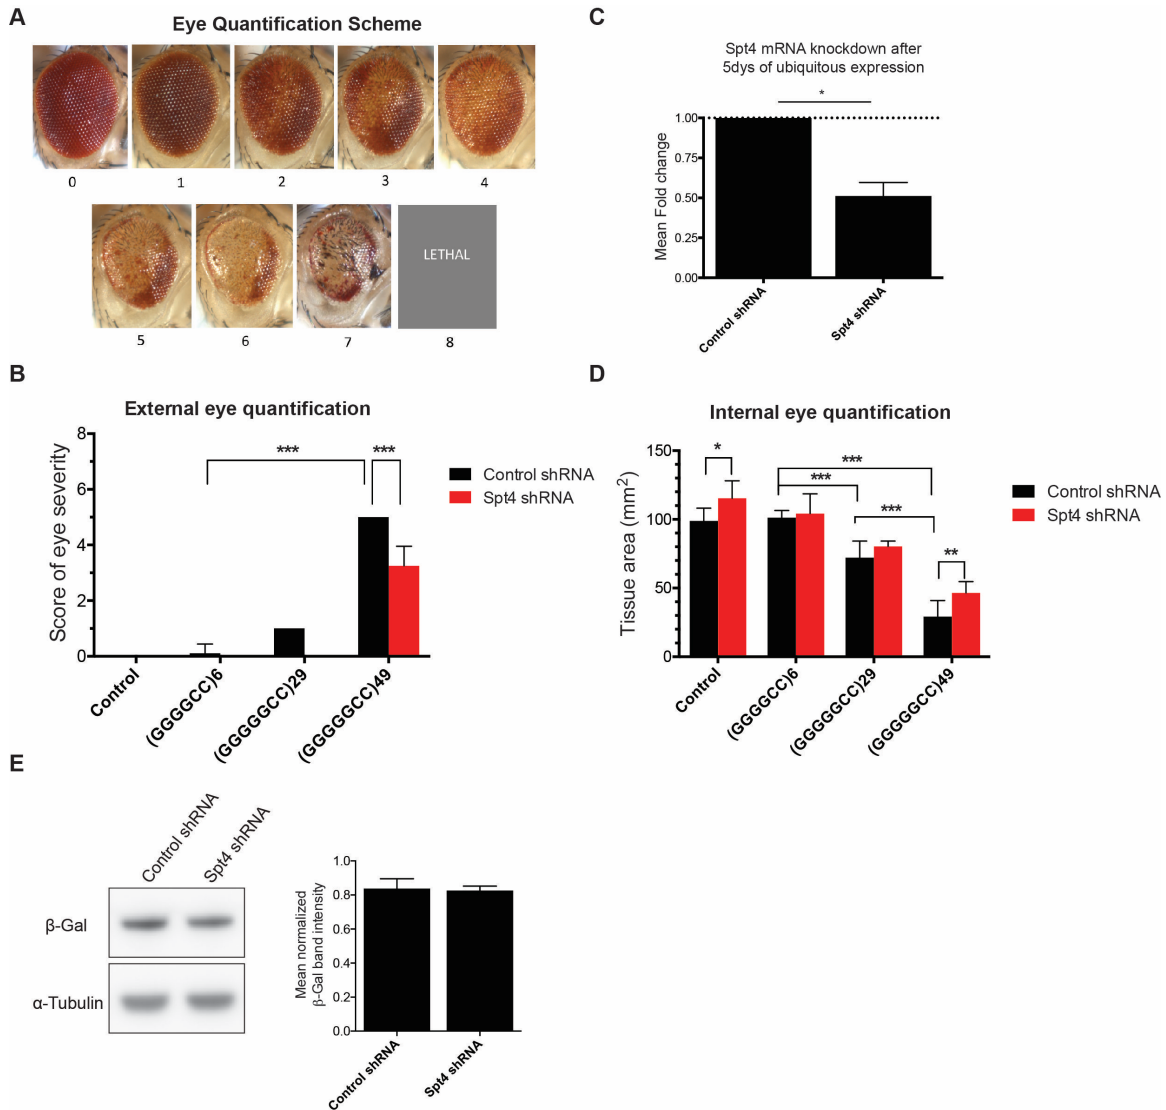 A
Eye Quantification Scheme
0
1
2
3
4
LETHAL
5
6
7
8
B
External eye quantification
Score of eye severity
8
6
4
2
0
***
***
Control shRNA
Spt4 shRNA
Control
(GGGGCC)6
(GGGGGCC)29
(GGGGGCC)49
C
Spt4 mRNA knockdown after
5dys of ubiquitous expression
*
Mean Fold change
1.00
0.75
0.50
0.25
0.00
Control shRNA
Spt4 shRNA
D
Internal eye quantification
Tissue area (mm2)
150
100
50
0
*
***
***
***
**
Control shRNA
Spt4 shRNA
Control
(GGGGCC)6
(GGGGGCC)29
(GGGGGCC)49
E
Control shRNA
Spt4 shRNA
β-Gal
α-Tubulin
Mean normalized
β-Gal band intensity
1.0
0.8
0.6
0.4
0.2
0.0
Control shRNA
Spt4 shRNA